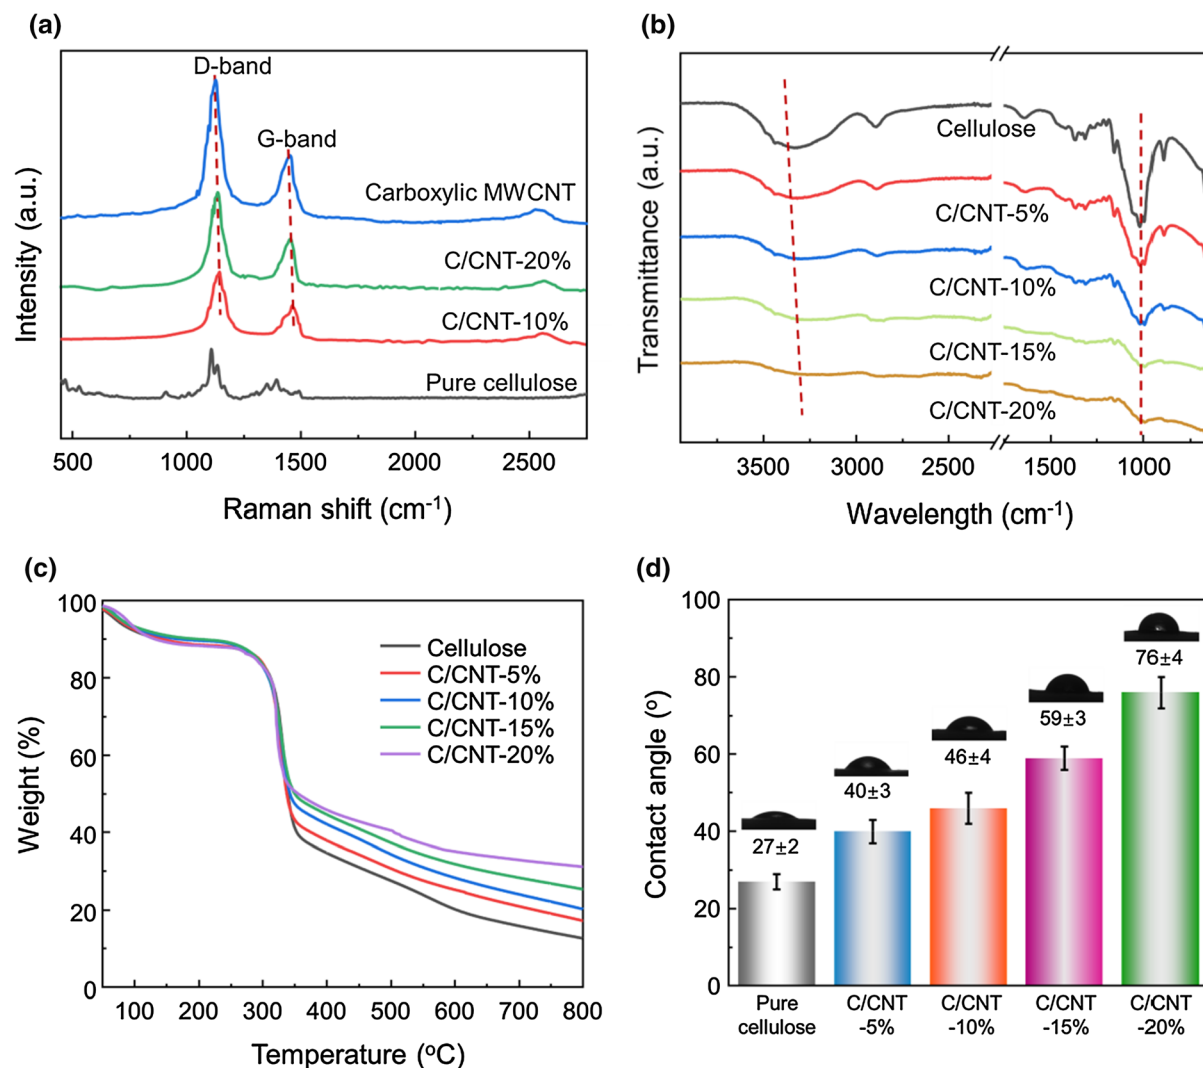 (a)
D-band
G-band
Carboxylic MWCNT
C/CNT-20%
C/CNT-10%
Pure cellulose
Intensity (a.u.)
500 1000 1500 2000 2500
Raman shift (cm-1)
(b)
Cellulose
C/CNT-5%
C/CNT-10%
C/CNT-15%
C/CNT-20%
Transmittance (a.u.)
3500 3000 2500 1500 1000
Wavelength (cm-1)
(c)
100
80
60
40
20
0
Cellulose
C/CNT-5%
C/CNT-10%
C/CNT-15%
C/CNT-20%
Weight (%)
100 200 300 400 500 600 700 800
Temperature (oC)
(d)
100
80
60
40
20
0
Contact angle (o)
27±2
40±3
46±4
59±3
76±4
Pure
cellulose
C/CNT
-5%
C/CNT
-10%
C/CNT
-15%
C/CNT
-20%